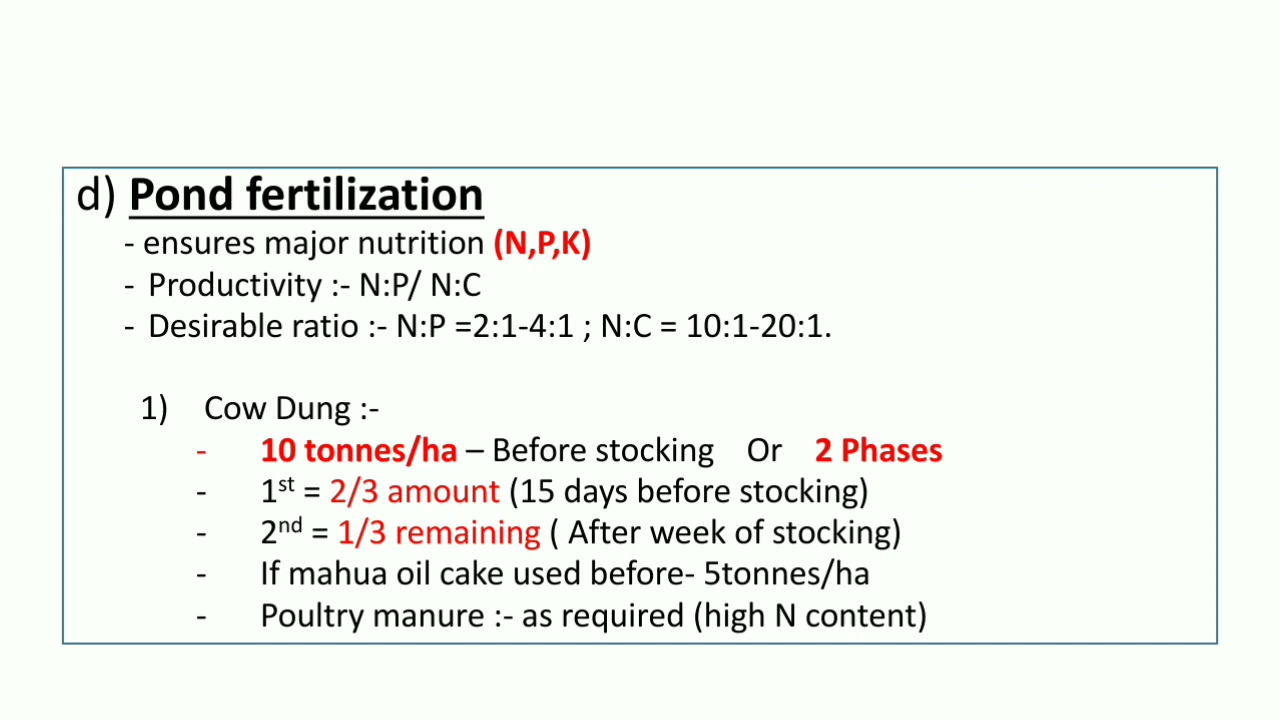 d) Pond fertilization
- ensures major nutrition (N,P,K)
- Productivity :- N:P/ N:C
- Desirable ratio :- N:P =2:1-4:1 ; N:C = 10:1-20:1.
1) Cow Dung :-
- 10 tonnes/ha – Before stocking Or 2 Phases
- 1st = 2/3 amount (15 days before stocking)
- 2nd = 1/3 remaining ( After week of stocking)
- If mahua oil cake used before- 5tonnes/ha
- Poultry manure :- as required (high N content)